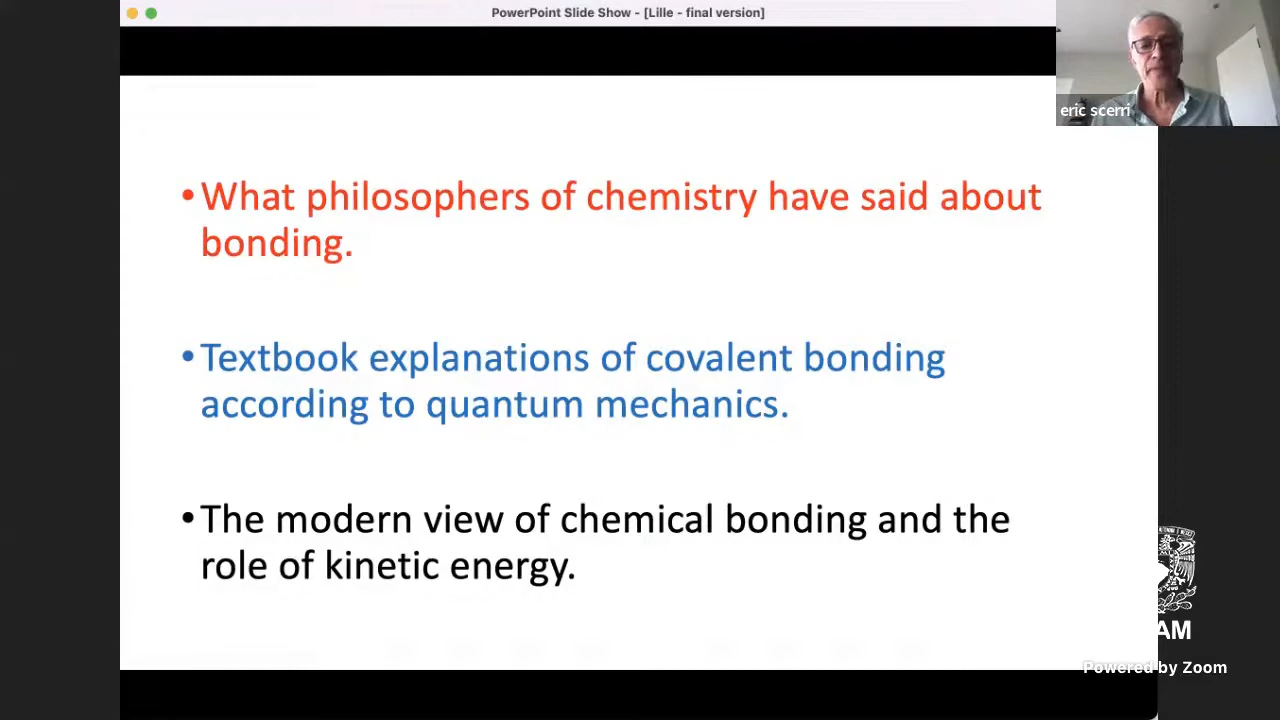 PowerPoint Slide Show - [Lille - final version]
eric scerri
•What philosophers of chemistry have said about
bonding.
•Textbook explanations of covalent bonding
according to quantum mechanics.
•The modern view of chemical bonding and the
role of kinetic energy.
AM
Powered by Zoom